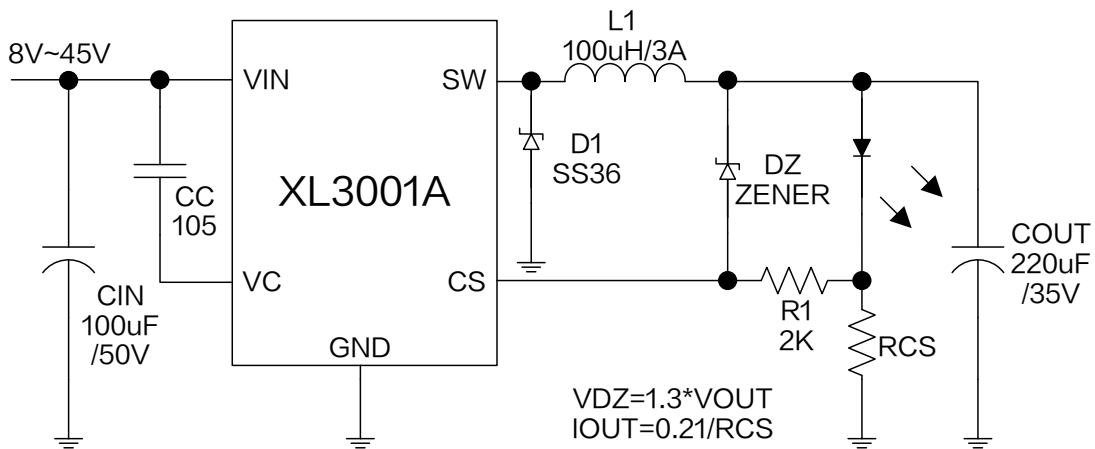 8V~45V
VIN
SW
L1
100uH/3A
D1
SS36
DZ
ZENER
CC
105
XL3001A
CIN
100uF
/50V
VC
CS
GND
R1
2K
RCS
COUT
220uF
/35V
VDZ=1.3*VOUT
IOUT=0.21/RCS